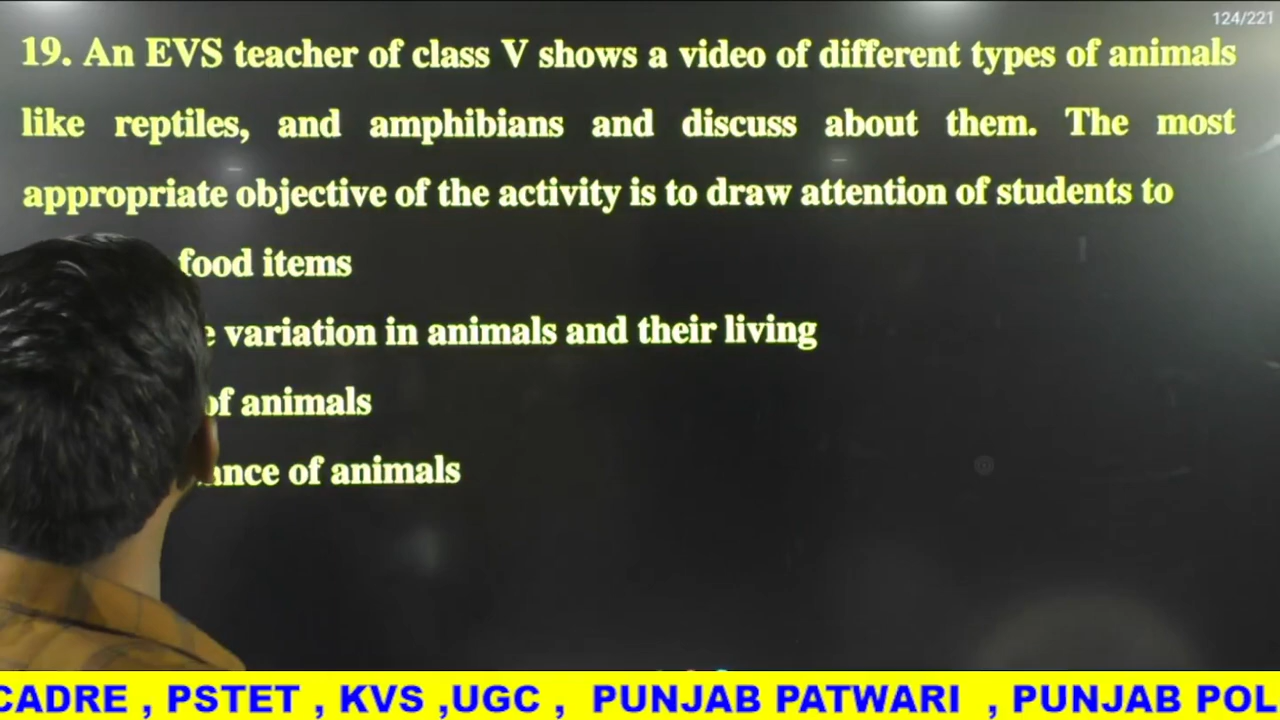 124/221
19. An EVS teacher of class V shows a video of different types of animals
like reptiles, and amphibians and discuss about them. The most
appropriate objective of the activity is to draw attention of students to
food items
variation in animals and their living
of animals
of animals
CADRE , PSTET , KVS ,UGC , PUNJAB PATWARI , PUNJAB POL